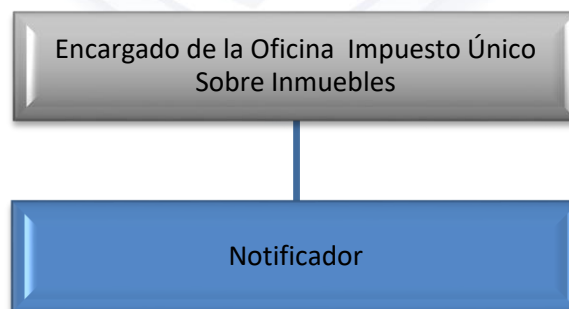 Encargado de la Oficina  Impuesto Único
Sobre Inmuebles
Notificador